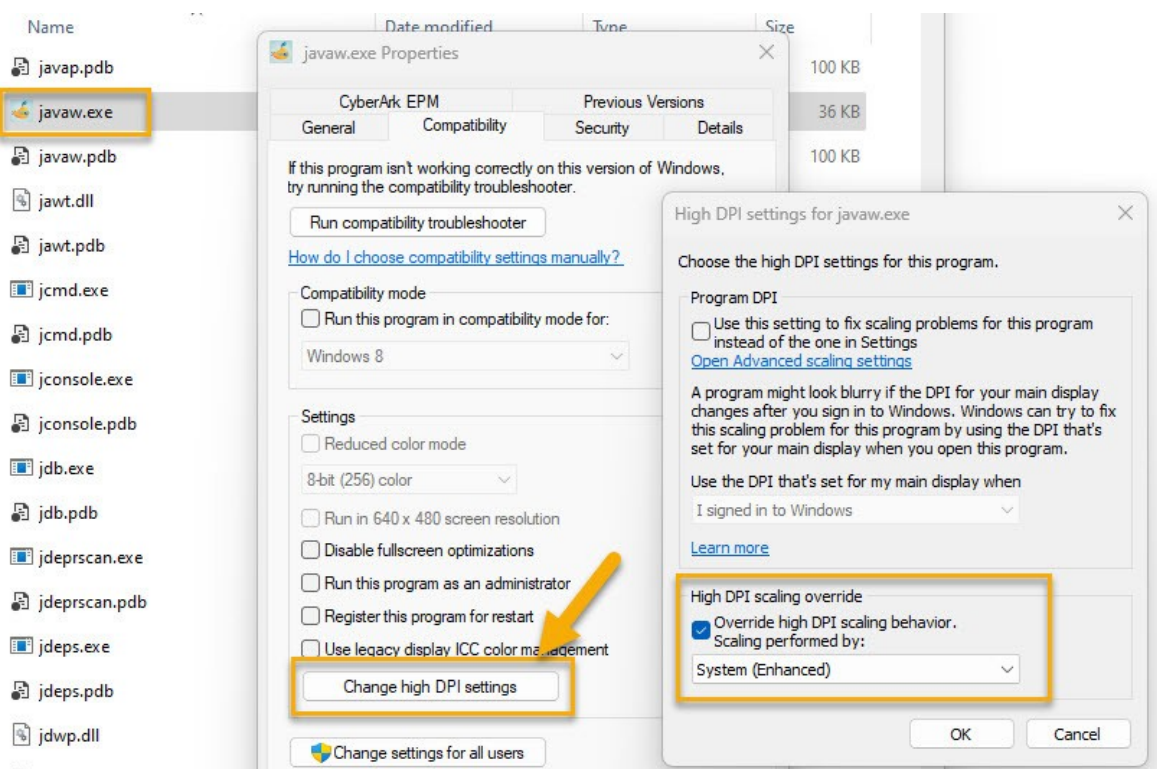 Name
Date modified
Type
Size
javap.pdb
100 KB
javaw.exe
36 KB
javaw.pdb
100 KB
jawt.dll
jawt.pdb
jcmd.exe
jcmd.pdb
jconsole.exe
jconsole.pdb
jdb.exe
jdb.pdb
jdeprscan.exe
jdeprscan.pdb
jdeps.exe
jdeps.pdb
jdwp.dll
javaw.exe Properties
CyberArk EPM
Previous Versions
General
Compatibility
Security
Details
If this program isn't working correctly on this version of Windows,
try running the compatibility troubleshooter.
Run compatibility troubleshooter
How do I choose compatibility settings manually?
Compatibility mode
Run this program in compatibility mode for:
Windows 8
Settings
Reduced color mode
8-bit (256) color
Run in 640 x 480 screen resolution
Disable fullscreen optimizations
Run this program as an administrator
Register this program for restart
Use legacy display ICC color management
Change high DPI settings
Change settings for all users
High DPI settings for javaw.exe
Choose the high DPI settings for this program.
Program DPI
Use this setting to fix scaling problems for this program
instead of the one in Settings
Open Advanced scaling settings
A program might look blurry if the DPI for your main display
changes after you sign in to Windows. Windows can try to fix
this scaling problem for this program by using the DPI that's
set for your main display when you open this program.
Use the DPI that's set for my main display when
I signed in to Windows
Learn more
High DPI scaling override
Override high DPI scaling behavior.
Scaling performed by:
System (Enhanced)
OK
Cancel